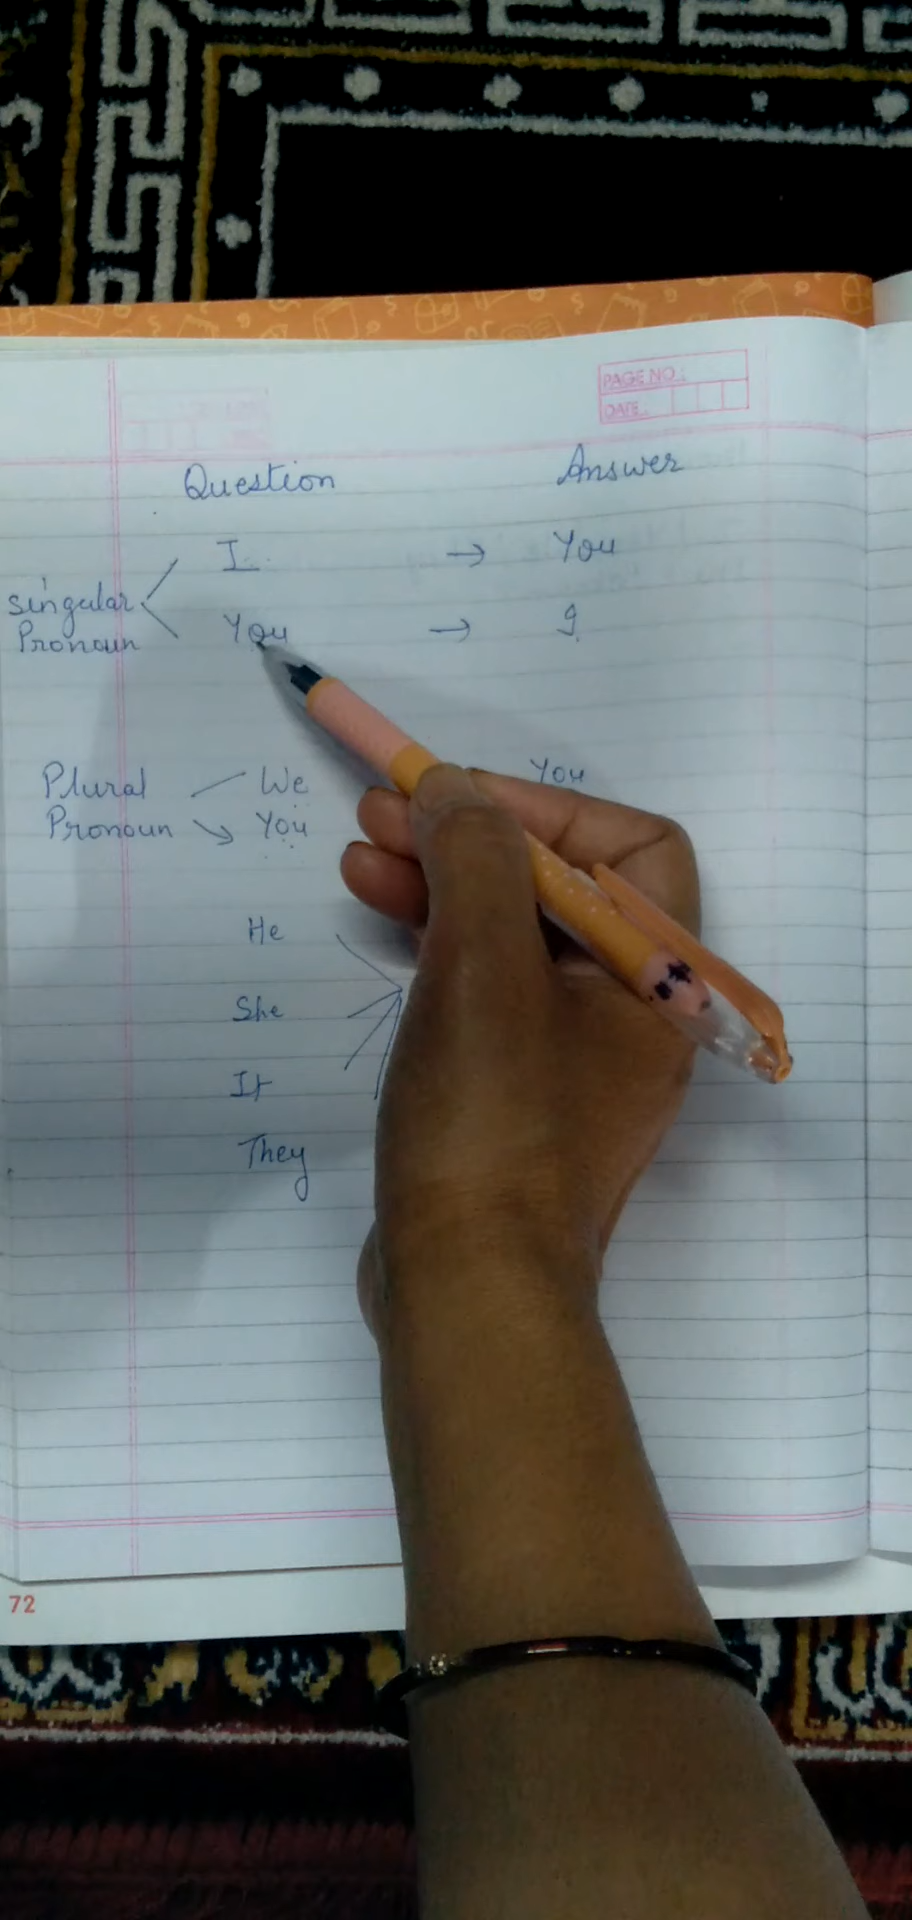 PAGE NO.:
DATE:
Question Answer
I → You
Singular
Pronoun
You → I
Plural We You
Pronoun You
He
She
It
They
72